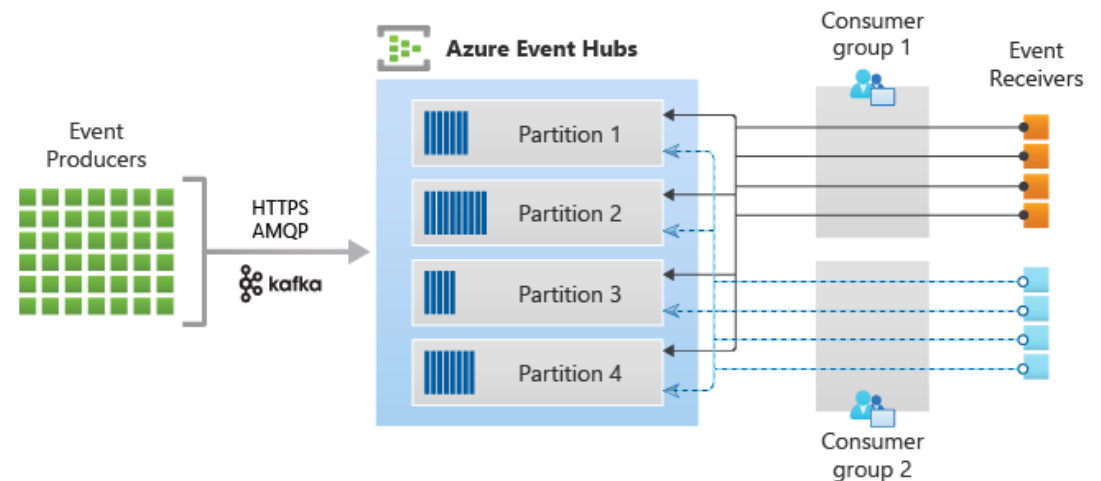 Event
Producers
HTTPS
AMQP
kafka
Azure Event Hubs
Partition 1
Partition 2
Partition 3
Partition 4
Consumer
group 1
Event
Receivers
Consumer
group 2